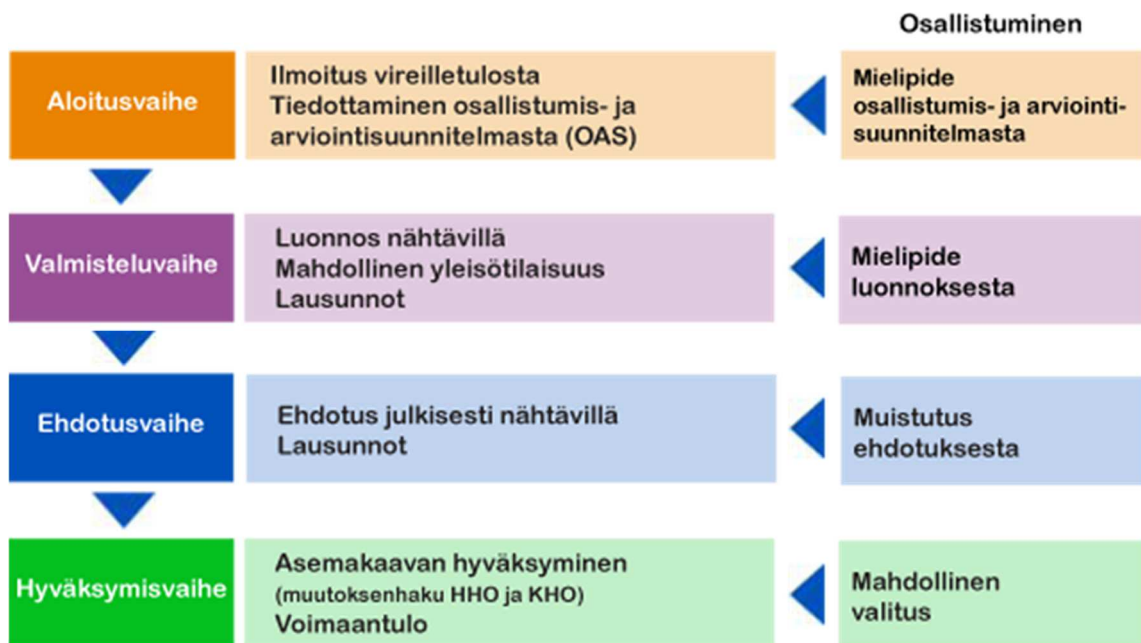 Osallistuminen
Aloitusvaihe
Ilmoitus vireilletulosta
Tiedottaminen osallistumis- ja
arviointisuunnitelmasta (OAS)
Mielipide
osallistumis- ja arviointi-
suunnitelmasta
Valmisteluvaihe
Luonnos nähtävillä
Mahdollinen yleisötilaisuus
Lausunnot
Mielipide
luonnoksesta
Ehdotusvaihe
Ehdotus julkisesti nähtävillä
Lausunnot
Muistutus
ehdotuksesta
Hyväksymisvaihe
Asemakaavan hyväksyminen
(muutoksenhaku HHO ja KHO)
Voimaantulo
Mahdollinen
valitus